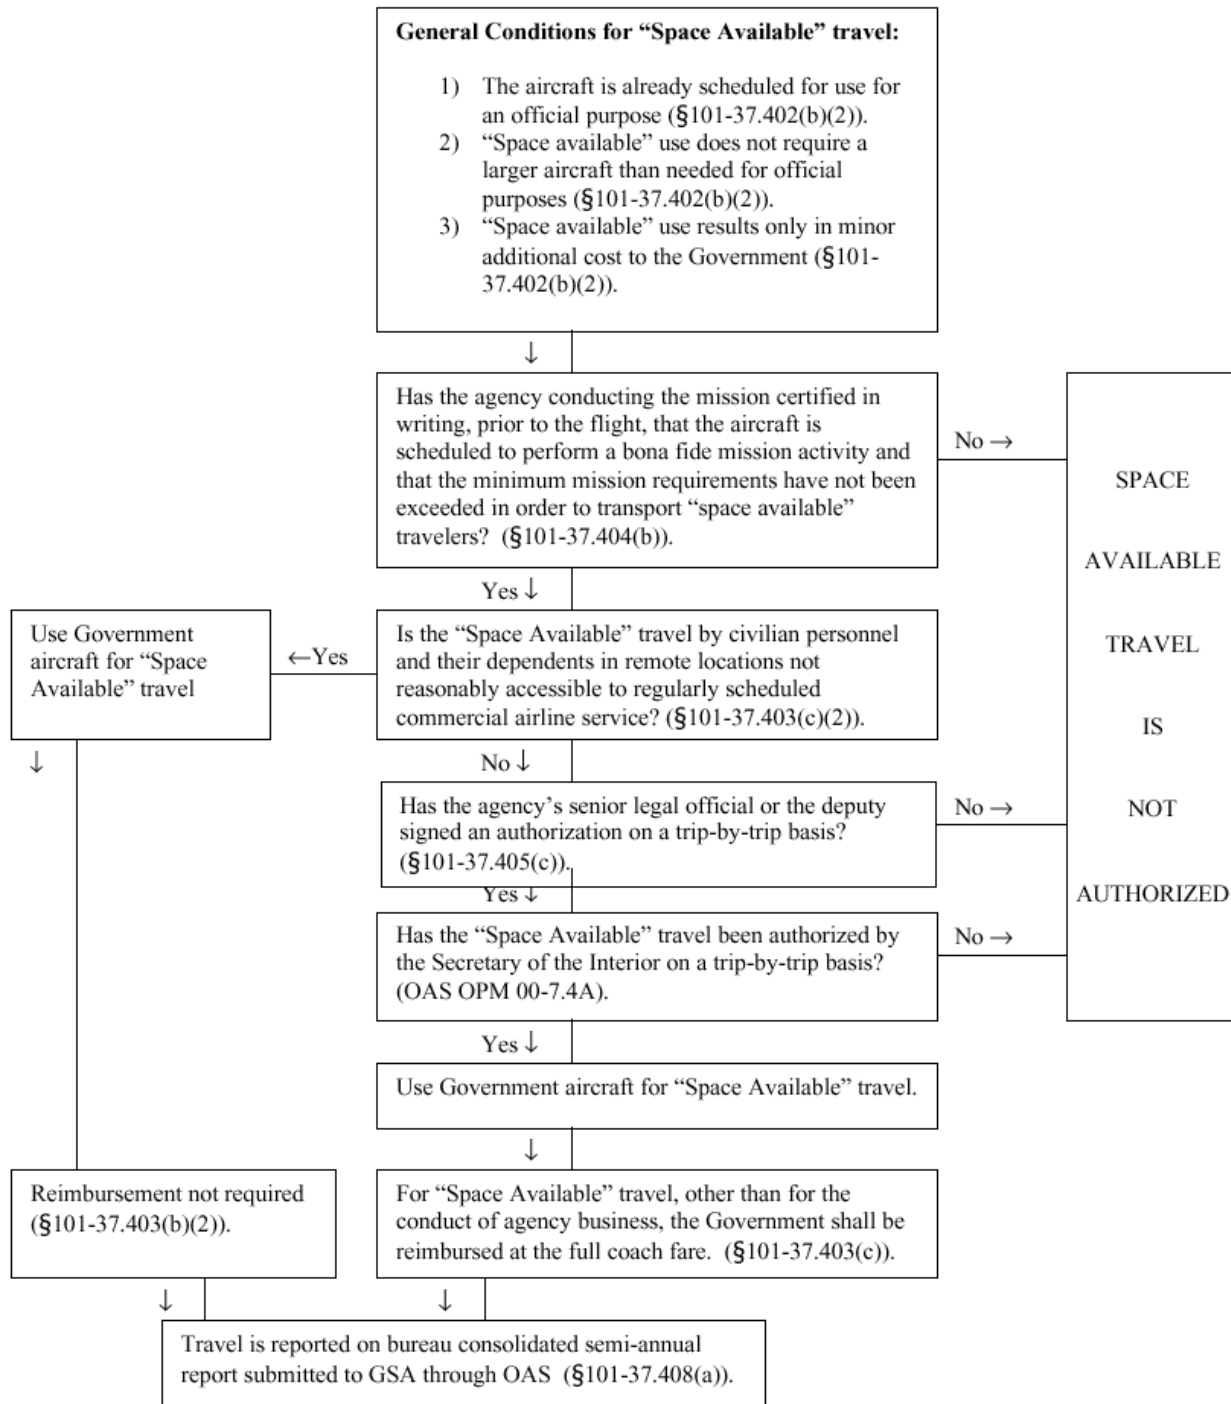 General Conditions for “Space Available” travel:
1) The aircraft is already scheduled for use for
an official purpose (§101-37.402(b)(2)).
2) “Space available” use does not require a
larger aircraft than needed for official
purposes (§101-37.402(b)(2)).
3) “Space available” use results only in minor
additional cost to the Government (§101-
37.402(b)(2)).
↓
Has the agency conducting the mission certified in
writing, prior to the flight, that the aircraft is
scheduled to perform a bona fide mission activity and
that the minimum mission requirements have not been
exceeded in order to transport “space available”
travelers? (§101-37.404(b)).
No →
SPACE
AVAILABLE
TRAVEL
IS
NOT
AUTHORIZED
Yes ↓
Is the “Space Available” travel by civilian personnel
and their dependents in remote locations not
reasonably accessible to regularly scheduled
commercial airline service? (§101-37.403(c)(2)).
←Yes
Use Government
aircraft for “Space
Available” travel
↓
No ↓
Has the agency’s senior legal official or the deputy
signed an authorization on a trip-by-trip basis?
(§101-37.405(c)).
No →
Yes ↓
Has the “Space Available” travel been authorized by
the Secretary of the Interior on a trip-by-trip basis?
(OAS OPM 00-7.4A).
No →
Yes ↓
Use Government aircraft for “Space Available” travel.
↓
Reimbursement not required
(§101-37.403(b)(2)).
For “Space Available” travel, other than for the
conduct of agency business, the Government shall be
reimbursed at the full coach fare. (§101-37.403(c)).
↓ ↓
Travel is reported on bureau consolidated semi-annual
report submitted to GSA through OAS (§101-37.408(a)).